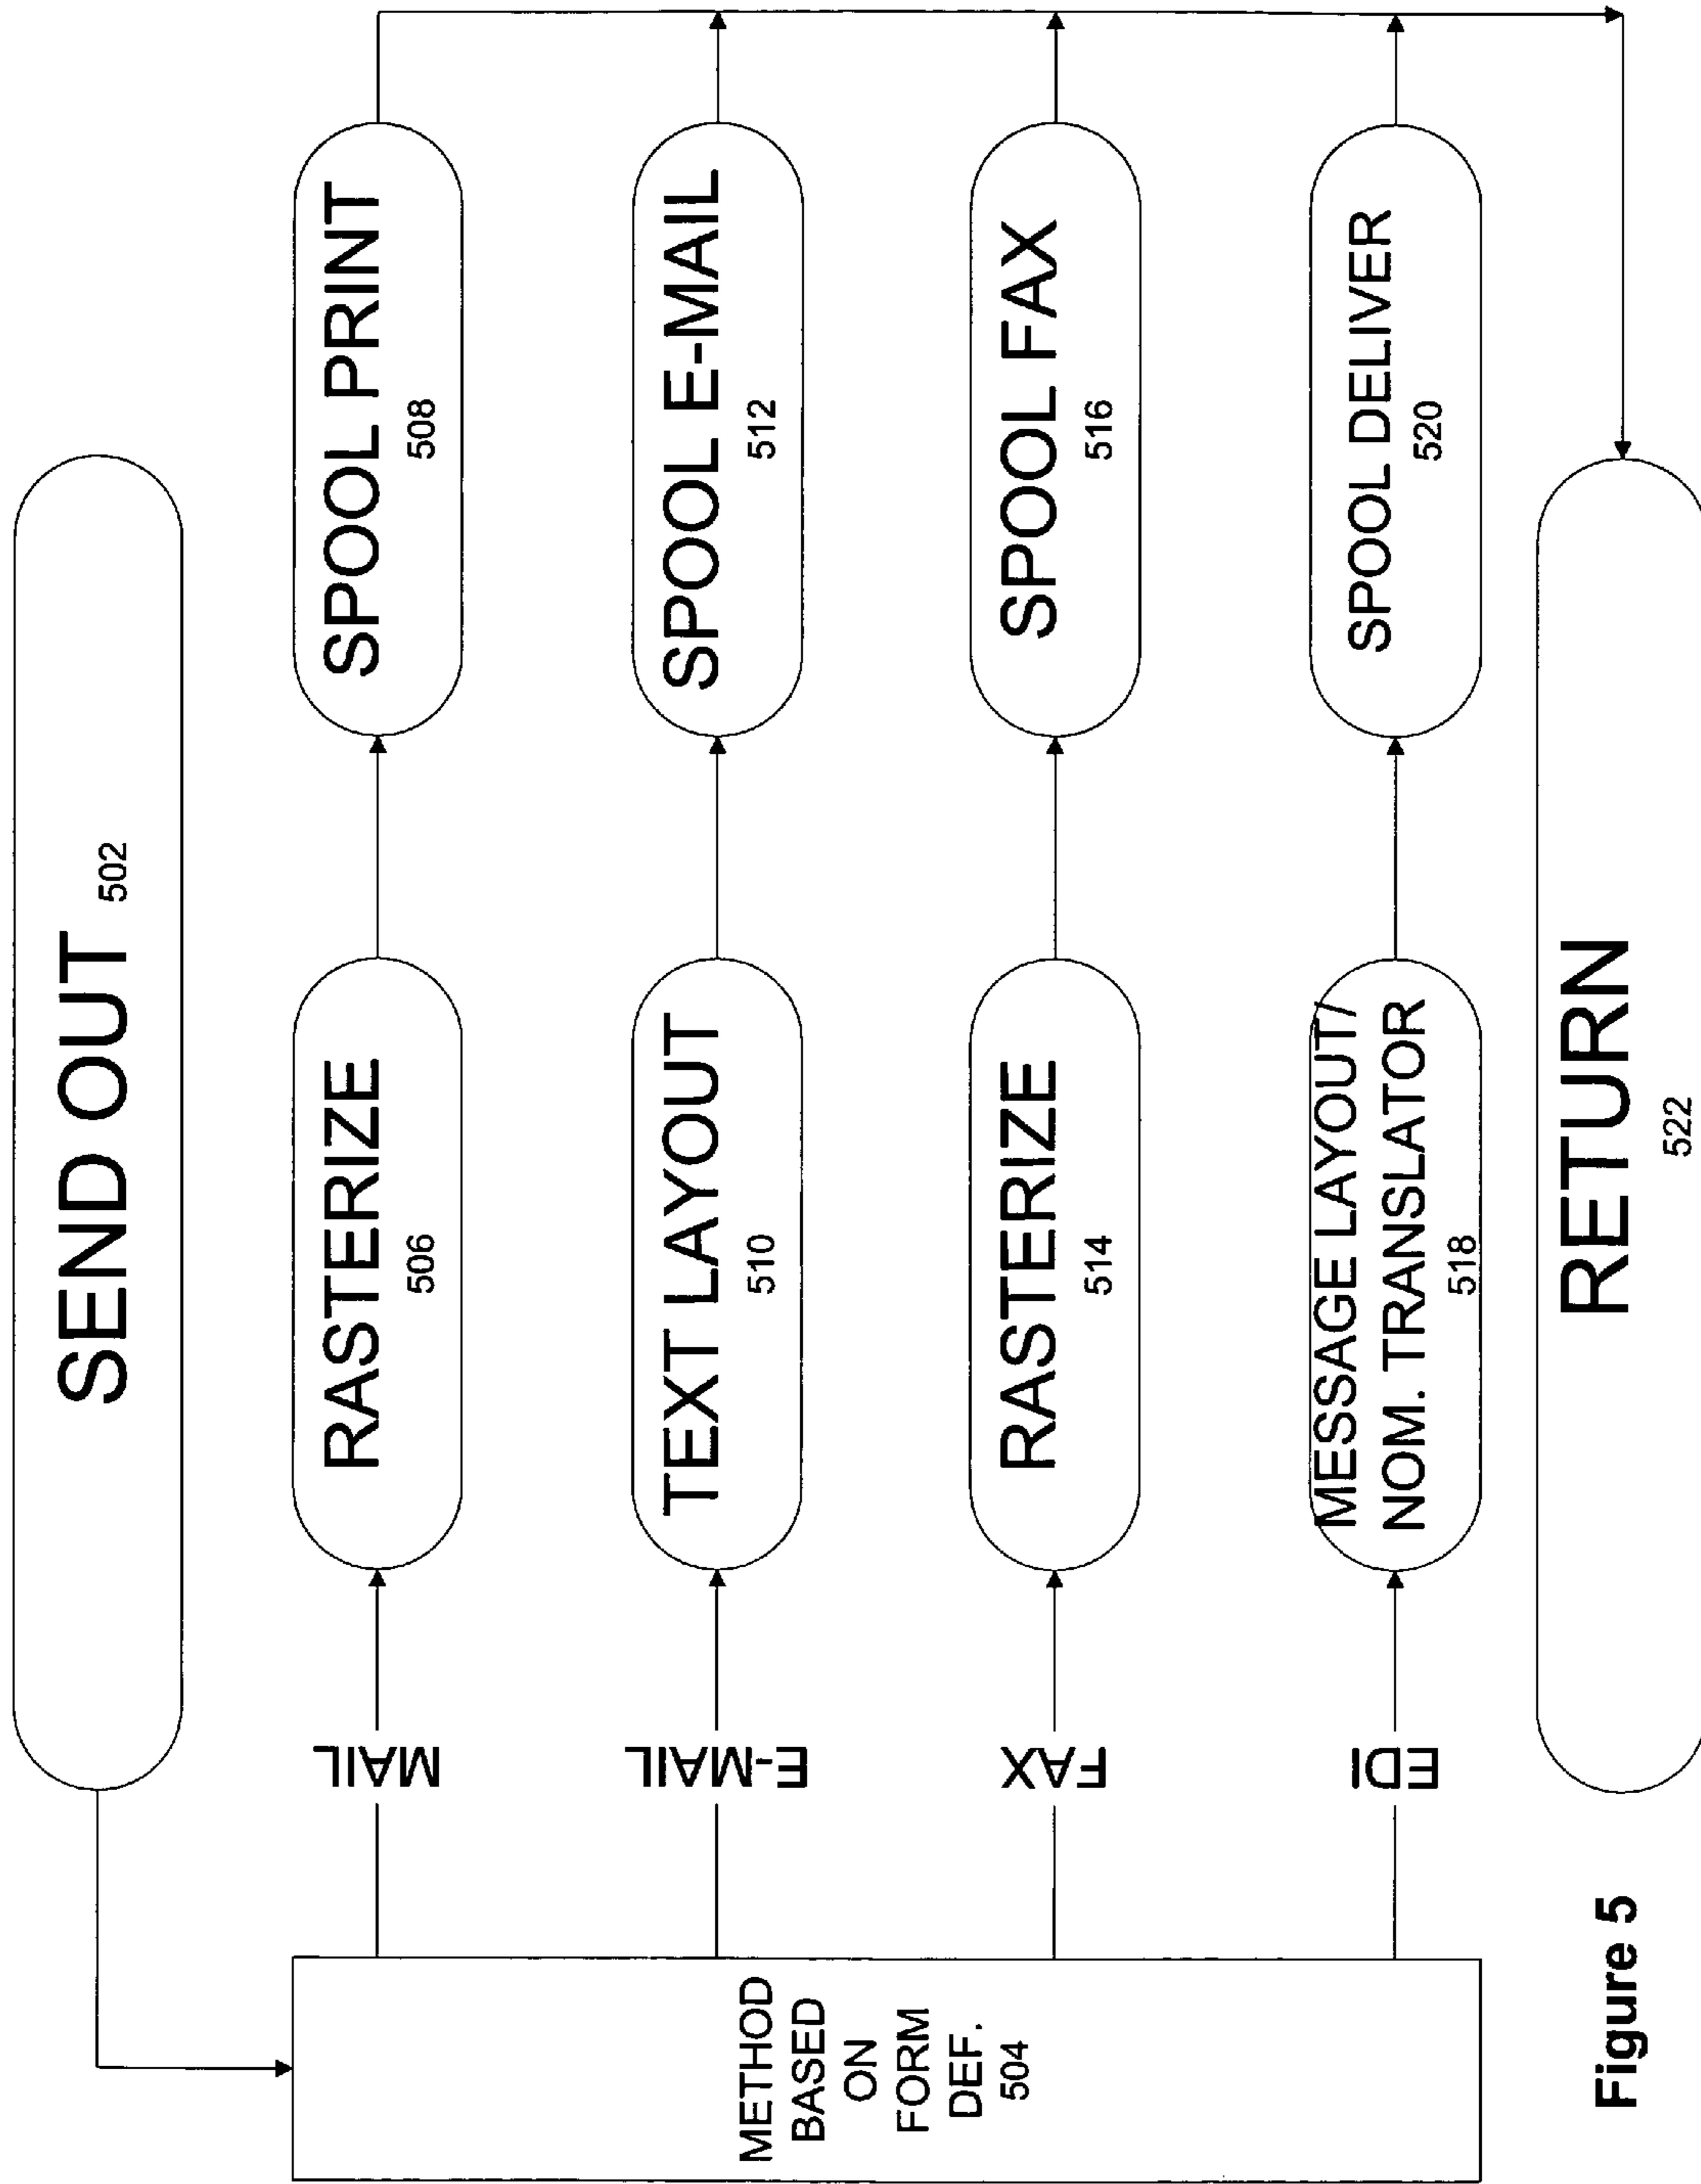 SEND OUT 502
METHOD
BASED
ON
FORM
DEF.
504
MAIL
RASTERIZE
506
SPOOL PRINT
508
E-MAIL
TEXT LAYOUT
510
SPOOL E-MAIL
512
FAX
RASTERIZE
514
SPOOL FAX
516
EDI
MESSAGE LAYOUT/
NOM. TRANSLATOR
518
SPOOL DELIVER
520
RETURN
522
Figure 5